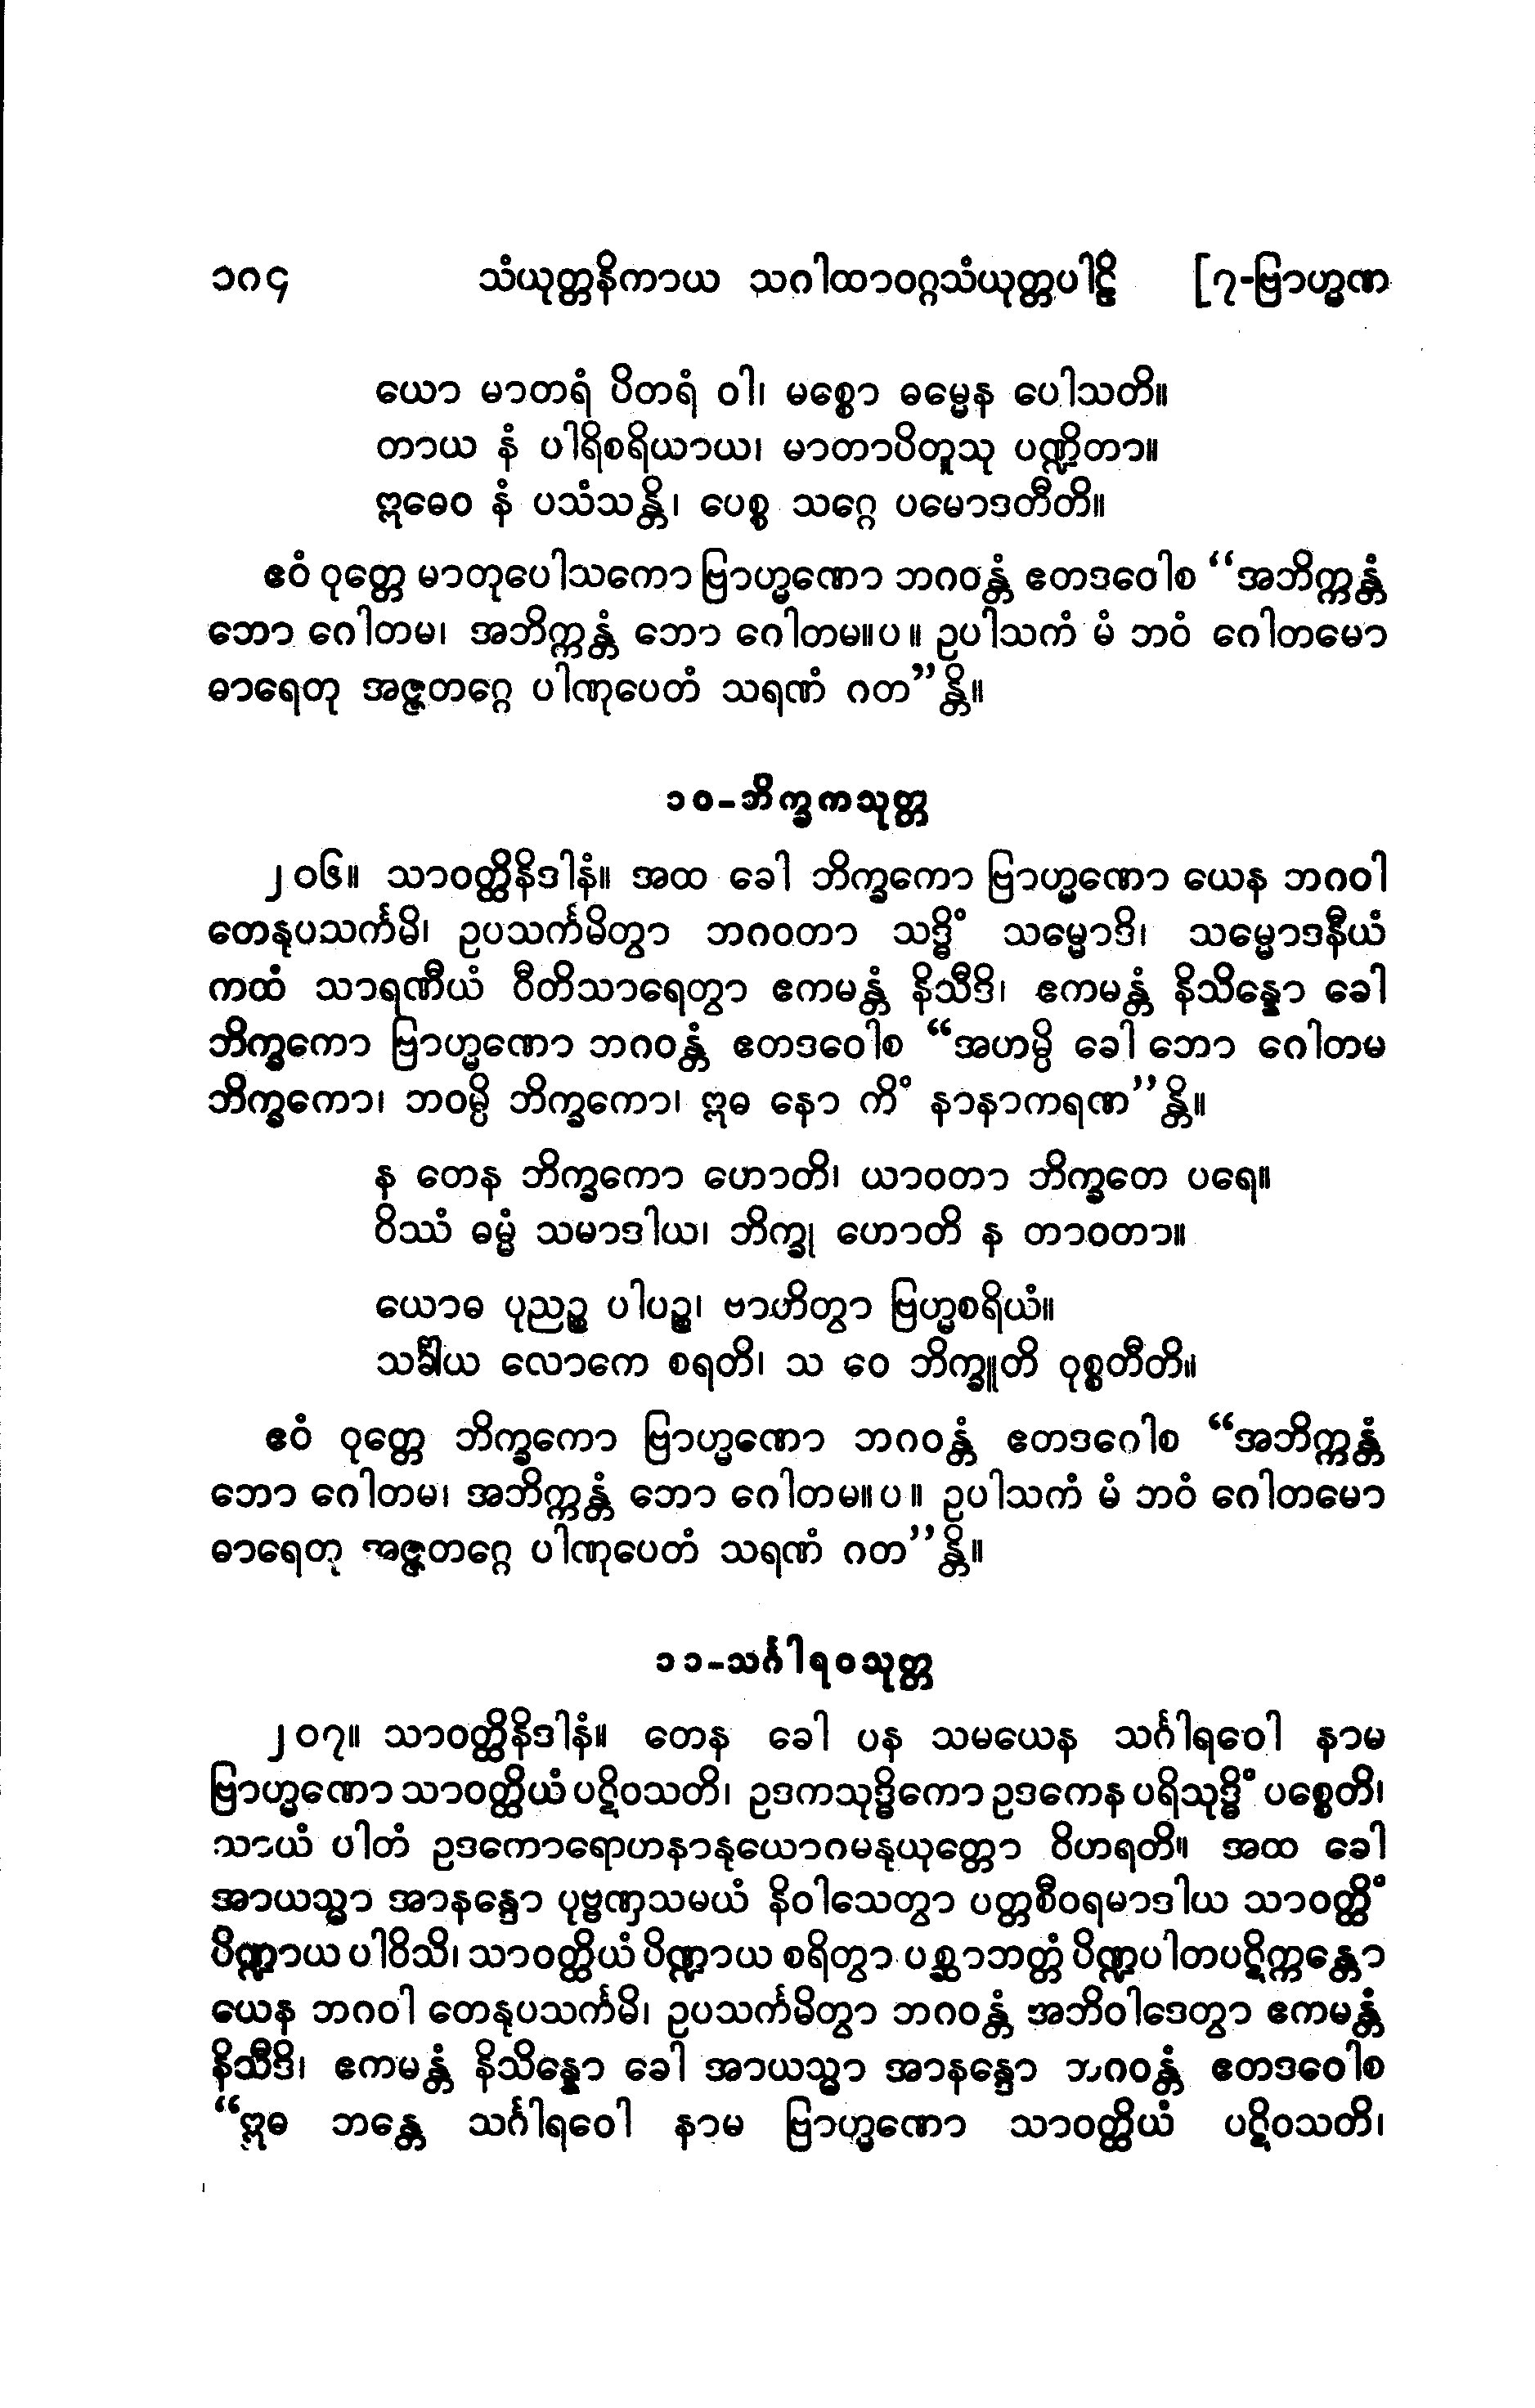 ၁၈၄ သံယုတ္တနိကာယ သဂါထာဝဂ္ဂသံယုတ္တပါဠိ [၇-ဗြာဟ္မဏ
ယော မာတရံ ပိတရံ ဝါ၊ မစ္စော ဓမ္မေန ပေါသတိ။
တာယ နံ ပါရိစရိယာယ၊ မာတာပိတူသု ပဏ္ဍိတာ။
ဣဓေဝ နံ ပသံသန္တိ၊ ပေစ္စ သဂ္ဂေ ပမောဒတီတိ။
ဧဝံ ဝုတ္တေ မာတုပေါသကော ဗြာဟ္မဏော ဘဂဝန္တံ ဧတဒဝေါစ “အဘိက္ကန္တံ
ဘော ဂေါတမ၊ အဘိက္ကန္တံ ဘော ဂေါတမ။ပ။ ဥပါသကံ မံ ဘဝံ ဂေါတမော
ဓာရေတု အဇ္ဇတဂ္ဂေ ပါဏုပေတံ သရဏံ ဂတ”န္တိ။
၁၀-ဘိက္ခကသုတ္တ
၂၀၆။ သာဝတ္ထိနိဒါနံ။ အထ ခေါ ဘိက္ခကော ဗြာဟ္မဏော ယေန ဘဂဝါ
တေနုပသင်္ကမိ၊ ဥပသင်္ကမိတွာ ဘဂဝတာ သဒ္ဓိံ သမ္မောဒိ၊ သမ္မောဒနီယံ
ကထံ သာရဏီယံ ဝီတိသာရေတွာ ဧကမန္တံ နိသီဒိ၊ ဧကမန္တံ နိသိန္နော ခေါ
ဘိက္ခကော ဗြာဟ္မဏော ဘဂဝန္တံ ဧတဒဝေါစ “အဟမ္ပိ ခေါ ဘော ဂေါတမ
ဘိက္ခကော၊ ဘဝမ္ပိ ဘိက္ခကော၊ ဣဓ နော ကိံ နာနာကရဏ”န္တိ။
န တေန ဘိက္ခကော ဟောတိ၊ ယာဝတာ ဘိက္ခတေ ပရေ။
ဝိဿံ ဓမ္မံ သမာဒါယ၊ ဘိက္ခု ဟောတိ န တာဝတာ။
ယောဓ ပုညဉ္စ ပါပဉ္စ၊ ဗာဟိတွာ ဗြဟ္မစရိယံ။
သင်္ခါယ လောကေ စရတိ၊ သ ဝေ ဘိက္ခူတိ ဝုစ္စတီတိ။
ဧဝံ ဝုတ္တေ ဘိက္ခကော ဗြာဟ္မဏော ဘဂဝန္တံ ဧတဒဂေါစ “အဘိက္ကန္တံ
ဘော ဂေါတမ၊ အဘိက္ကန္တံ ဘော ဂေါတမ။ပ။ ဥပါသကံ မံ ဘဝံ ဂေါတမော
ဓာရေတု အဇ္ဇတဂ္ဂေ ပါဏုပေတံ သရဏံ ဂတ”န္တိ။
၁၁-သင်္ဂါရဝသုတ္တ
၂၀၇။ သာဝတ္ထိနိဒါနံ။ တေန ခေါ ပန သမယေန သင်္ဂါရဝေါ နာမ
ဗြာဟ္မဏော သာဝတ္ထိယံ ပဋိဝသတိ၊ ဥဒကသုဒ္ဓိကော ဥဒကေန ပရိသုဒ္ဓိံ ပစ္စေတိ၊
သာယံ ပါတံ ဥဒကောရောဟနာနုယောဂမနုယုတ္တော ဝိဟရတိ။ အထ ခေါ
အာယသ္မာ အာနန္ဒော ပုဗ္ဗဏှသမယံ နိဝါသေတွာ ပတ္တစီဝရမာဒါယ သာဝတ္ထိံ
ပိဏ္ဍာယ ပါဝိသိ၊ သာဝတ္ထိယံ ပိဏ္ဍာယ စရိတွာ ပစ္ဆာဘတ္တံ ပိဏ္ဍပါတပဋိက္ကန္တော
ယေန ဘဂဝါ တေနုပသင်္ကမိ၊ ဥပသင်္ကမိတွာ ဘဂဝန္တံ အဘိဝါဒေတွာ ဧကမန္တံ
နိသီဒိ၊ ဧကမန္တံ နိသိန္နော ခေါ အာယသ္မာ အာနန္ဒော ဘဂဝန္တံ ဧတဒဝေါစ
“ဣဓ ဘန္တေ သင်္ဂါရဝေါ နာမ ဗြာဟ္မဏော သာဝတ္ထိယံ ပဋိဝသတိ၊